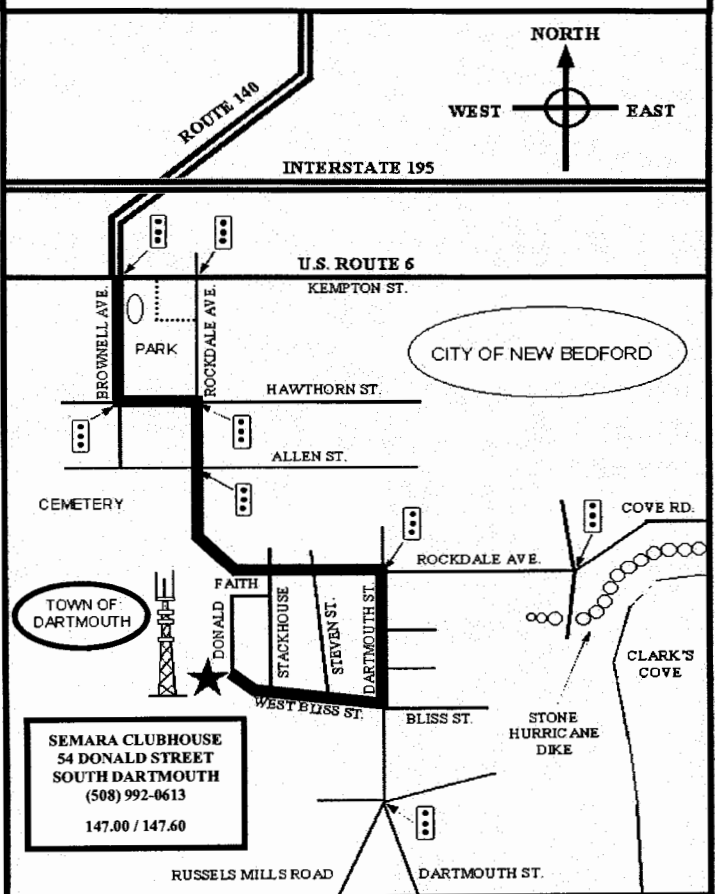 NORTH
ROUTE 140
WEST
EAST
INTERSTATE 195
U.S. ROUTE 6
KEMPTON ST.
BROWNELL AVE.
PARK
ROCKDALE AVE.
CITY OF NEW BEDFORD
HAWTHORN ST.
ALLEN ST.
CEMETERY
COVE RD.
ROCKDALE AVE.
FAITH
TOWN OF
DARTMOUTH
DONALD
STACKHOUSE
STEVEN ST.
DARTMOUTH ST.
CLARK'S
COVE
WEST BLISS ST.
BLISS ST.
STONE
HURRICANE
DIKE
SEMARA CLUBHOUSE
54 DONALD STREET
SOUTH DARTMOUTH
(508) 992-0613
147.00 / 147.60
RUSSELS MILLS ROAD
DARTMOUTH ST.